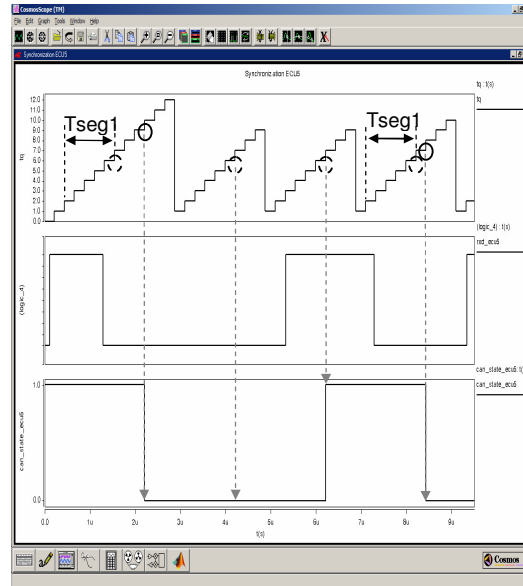 CosmosScope (TM)
File Edit Graph Tools Window Help
Synchronization ECU5
Synchronization ECU5
tq : t(s)
tq
Tseg1
Tseg1
12.0
11.0
10.0
9.0
8.0
7.0
6.0
5.0
4.0
3.0
2.0
1.0
0.0
tq
(logic_4) : t(s)
rxd_ecu5
(logic_4)
can_state_ecu5: t(
can_state_ecu5
1.0
0.0
can_state_ecu5
0.0 1u 2u 3u 4u 5u 6u 7u 8u 9u
t(s)
Cosmos